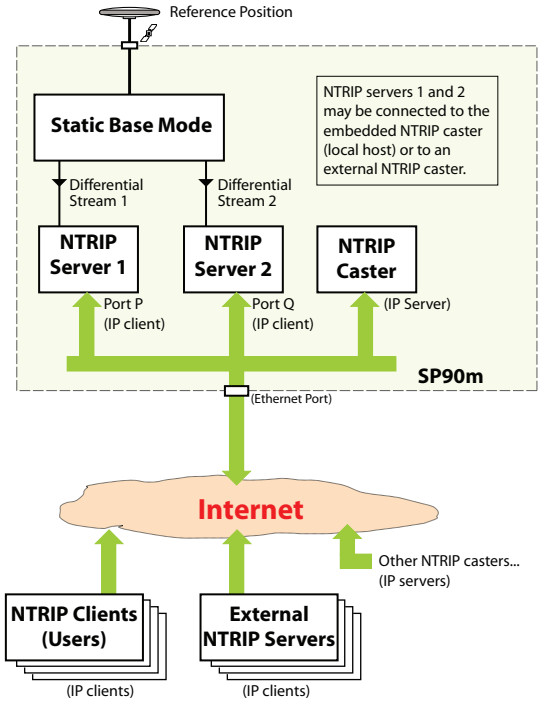 Reference Position
NTRIP servers 1 and 2
may be connected to the
embedded NTRIP caster
(local host) or to an
external NTRIP caster.
Static Base Mode
Differential
Stream 1
Differential
Stream 2
NTRIP
Server 1
NTRIP
Server 2
NTRIP
Caster
Port P
(IP client)
Port Q
(IP client)
(IP Server)
SP90m
(Ethernet Port)
Internet
Other NTRIP casters...
(IP servers)
NTRIP Clients
(Users)
External
NTRIP Servers
(IP clients)
(IP clients)